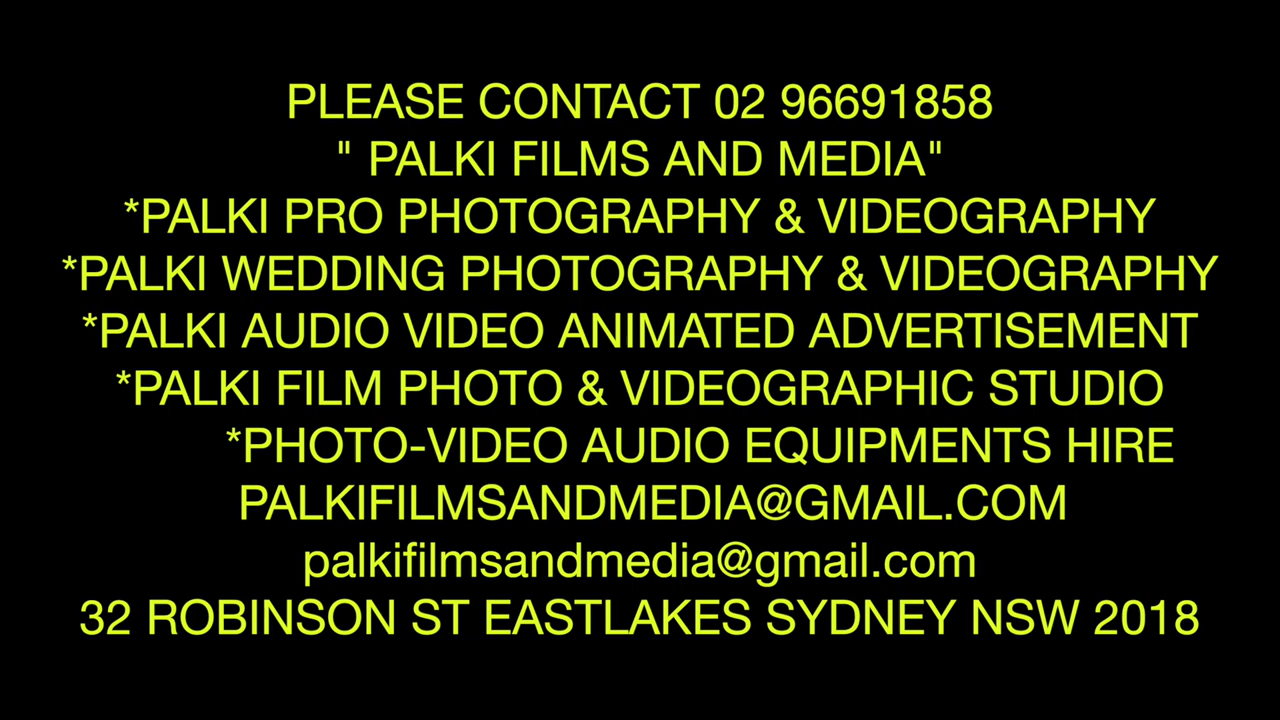 PLEASE CONTACT 02 96691858
" PALKI FILMS AND MEDIA"
*PALKI PRO PHOTOGRAPHY & VIDEOGRAPHY
*PALKI WEDDING PHOTOGRAPHY & VIDEOGRAPHY
*PALKI AUDIO VIDEO ANIMATED ADVERTISEMENT
*PALKI FILM PHOTO & VIDEOGRAPHIC STUDIO
*PHOTO-VIDEO AUDIO EQUIPMENTS HIRE
PALKIFILMSANDMEDIA@GMAIL.COM
palkifilmsandmedia@gmail.com
32 ROBINSON ST EASTLAKES SYDNEY NSW 2018